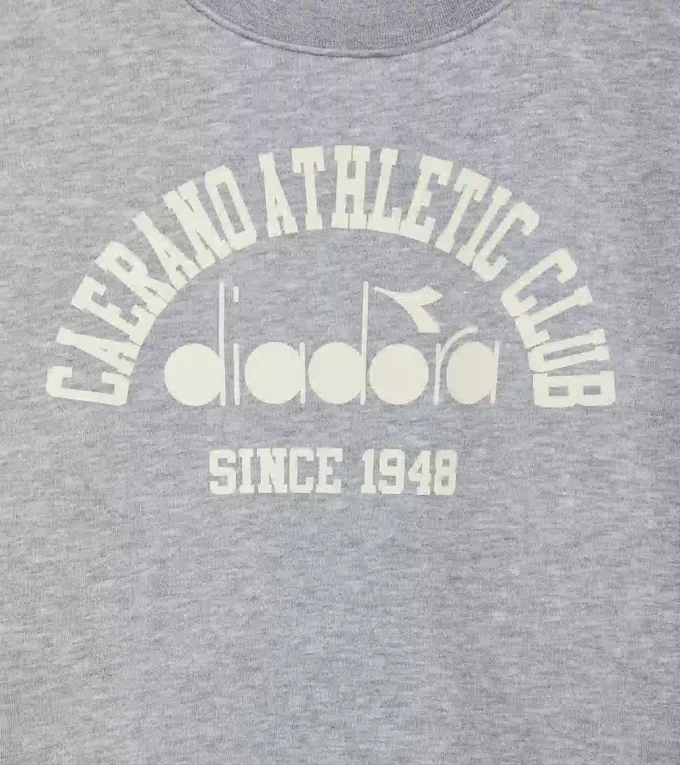 CAERANO ATHLETIC CLUB
diadora
SINCE 1948